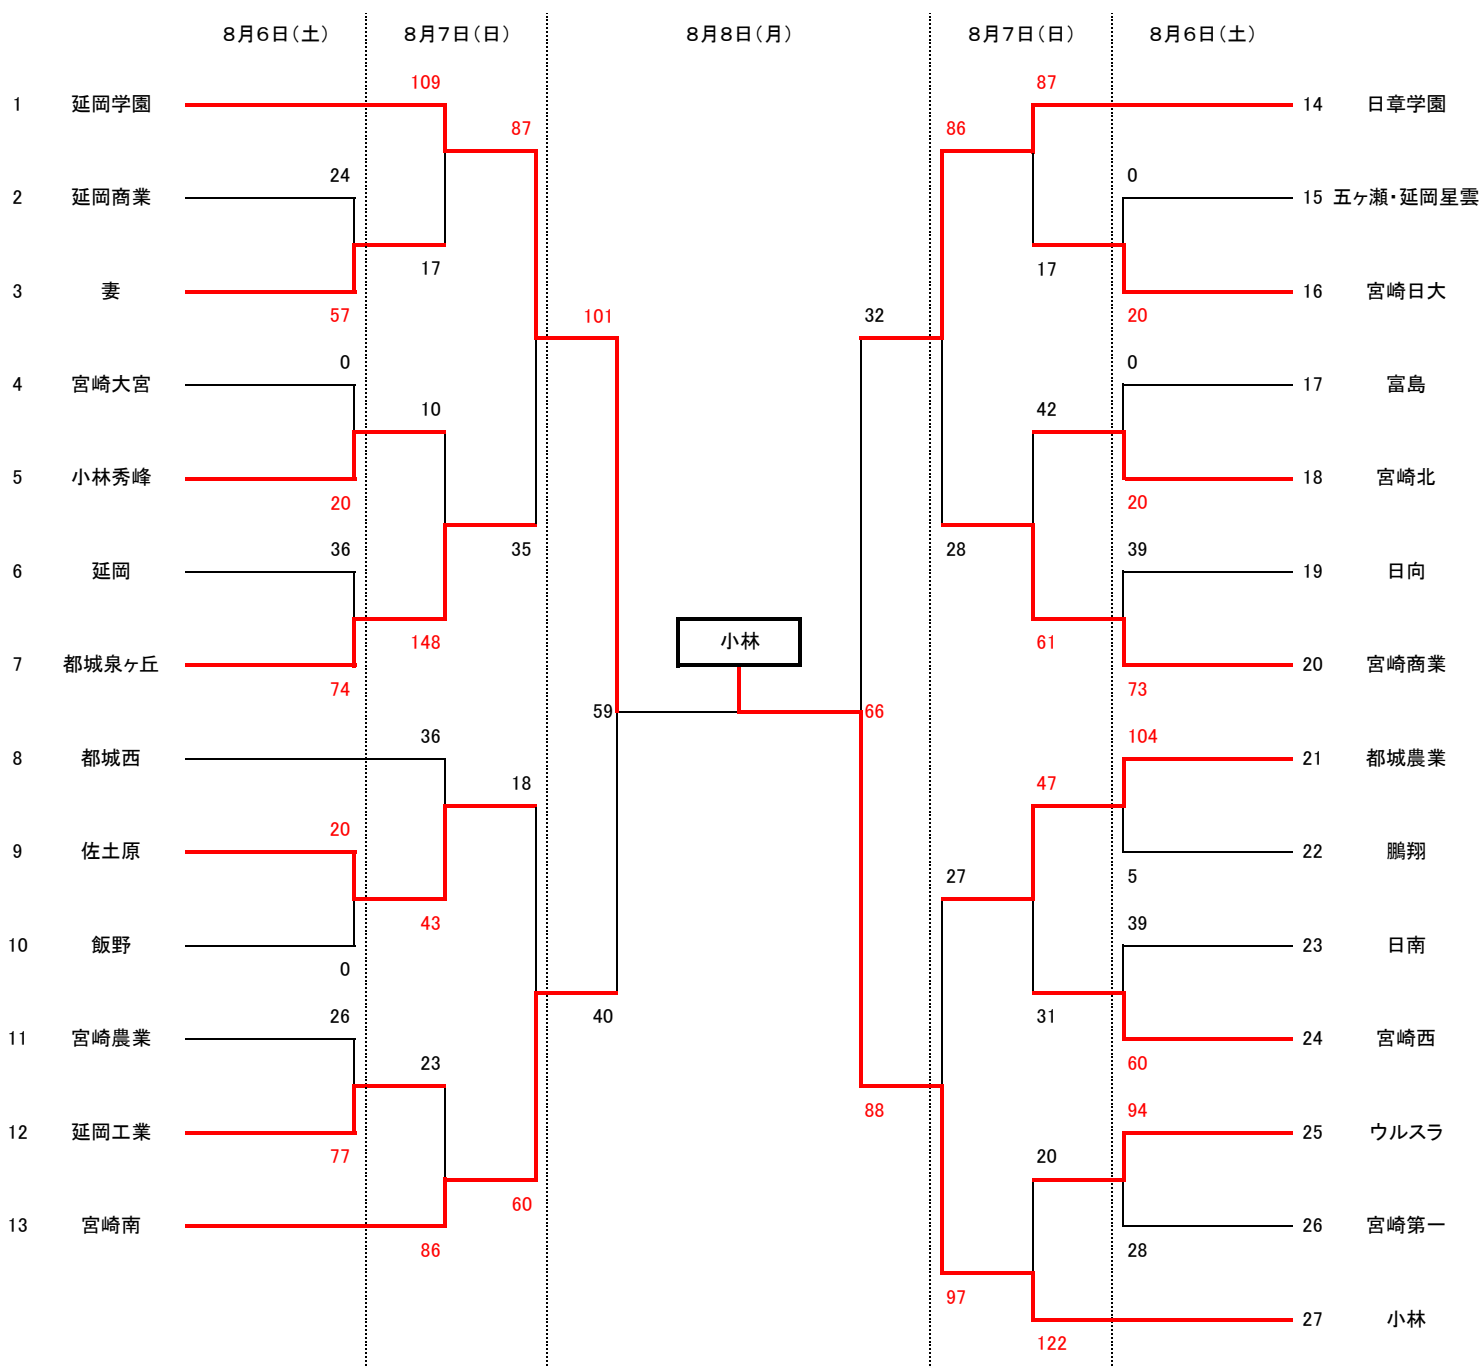 8月6日(土) 8月7日(日) 8月8日(月) 8月7日(日) 8月6日(土)
109 87
1 延岡学園 14 日章学園
87 86
24 0
2 延岡商業 15 五ヶ瀬・延岡星雲
17 17
3 妻 16 宮崎日大
57 101 32 20
0 0
4 宮崎大宮 17 富島
10 42
5 小林秀峰 18 宮崎北
20 20
36 35 28 39
6 延岡 19 日向
148 小林 61
7 都城泉ヶ丘 20 宮崎商業
74 73
59 66
36 104
8 都城西 21 都城農業
18 47
20
9 佐土原 22 鵬翔
27 5
43 39
10 飯野 23 日南
0
26 40 31
11 宮崎農業 24 宮崎西
23 60
88 94
12 延岡工業 25 ウルスラ
77 20
60
13 宮崎南 26 宮崎第一
86 28
97
27 小林
122